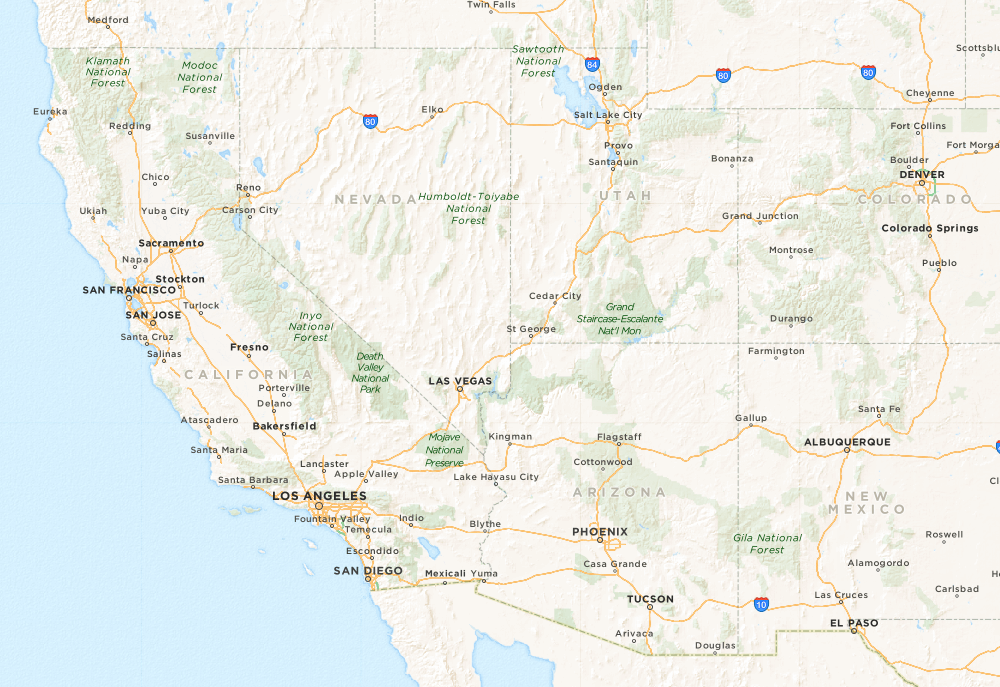 Twin Falls
Medford
Scottsblu
Sawtooth
National
Forest
Klamath
National
Forest
Modoc
National
Forest
84
80
80
Ogden
Cheyenne
Eureka
Elko
80
Salt Lake City
Redding
Fort Collins
Susanville
Provo
Fort Morga
Santaquin
Bonanza
Boulder
DENVER
Chico
Reno
NEVADA
Humboldt-Toiyabe
National
Forest
UTAH
COLORADO
Ukiah
Yuba City
Carson City
Grand Junction
Colorado Springs
Sacramento
Montrose
Napa
Pueblo
Stockton
SAN FRANCISCO
Cedar City
Turlock
Grand
Staircase-Escalante
Nat'l Mon
SAN JOSE
Inyo
National
Forest
Durango
St George
Santa Cruz
Fresno
Salinas
Farmington
Death
Valley
National
Park
CALIFORNIA
LAS VEGAS
Porterville
Delano
Santa Fe
Atascadero
Bakersfield
Gallup
Mojave
National
Preserve
Kingman
Flagstaff
ALBUQUERQUE
4
Santa Maria
Lancaster
Cottonwood
Apple Valley
Lake Havasu City
Santa Barbara
Cl
LOS ANGELES
ARIZONA
NEW
MEXICO
Fountain Valley
Indio
Blythe
Temecula
PHOENIX
Roswell
Gila National
Forest
Escondido
Casa Grande
Alamogordo
SAN DIEGO
Mexicali
Yuma
Ho
Carlsbad
TUCSON
10
Las Cruces
EL PASO
Arivaca
Douglas